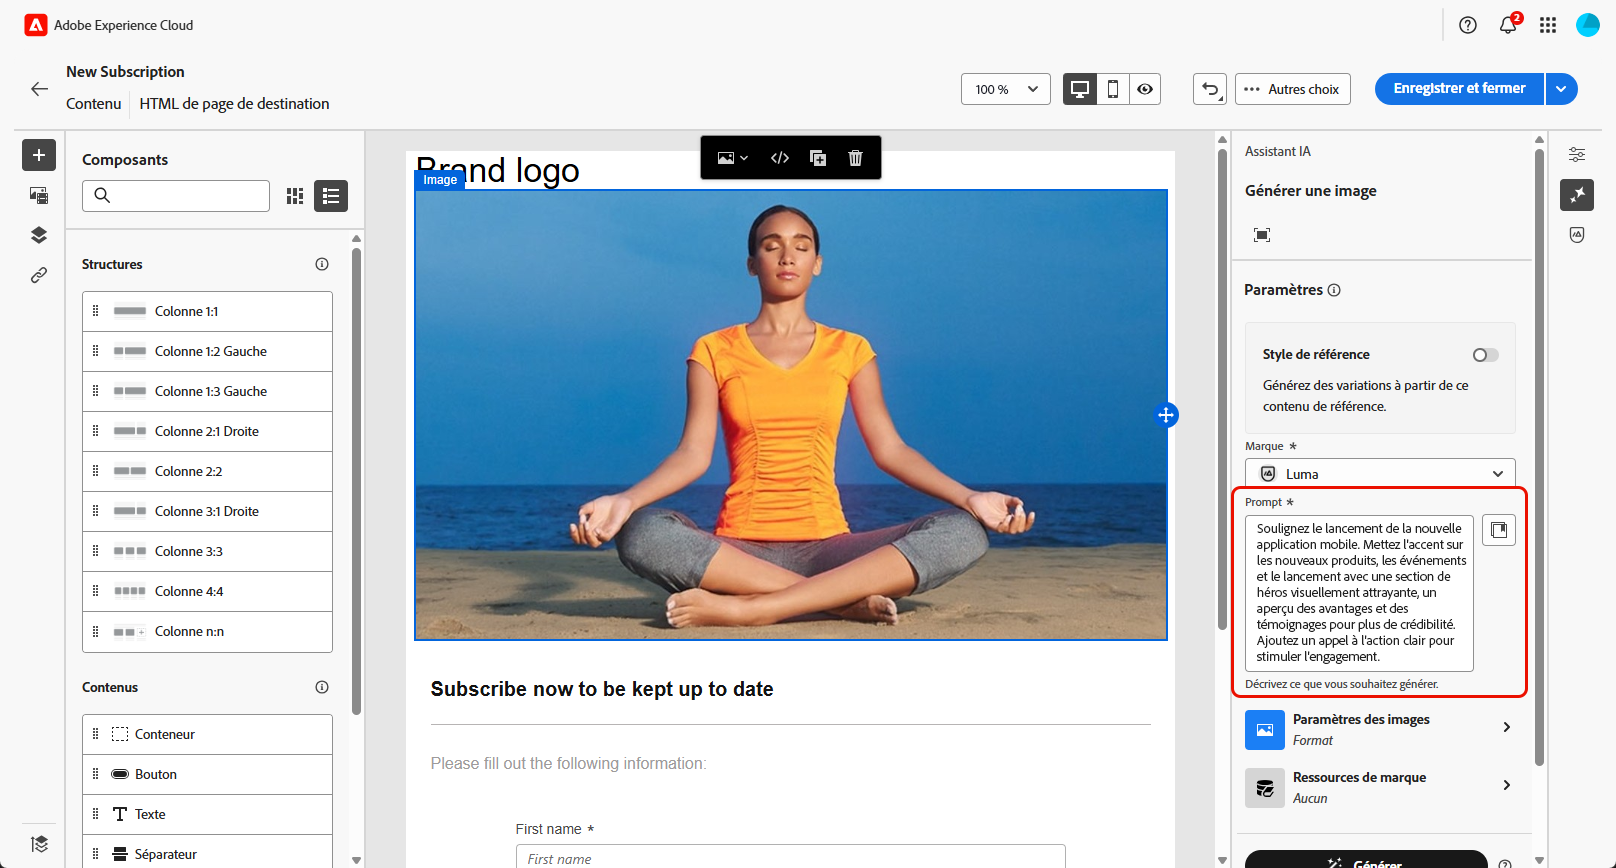 Adobe Experience Cloud
2
New Subscription
Contenu
HTML de page de destination
100 %
Autres choix
Enregistrer et fermer
Composants
Structures
Colonne 1:1
Colonne 1:2 Gauche
Colonne 1:3 Gauche
Colonne 2:1 Droite
Colonne 2:2
Colonne 3:1 Droite
Colonne 3:3
Colonne 4:4
Colonne n:n
Contenus
Conteneur
Bouton
Texte
Séparateur
Brand logo
Image
Subscribe now to be kept up to date
Please fill out the following information:
First name *
First name
Assistant IA
Générer une image
Paramètres
Style de référence
Générez des variations à partir de ce
contenu de référence.
Marque *
Luma
Prompt *
Soulignez le lancement de la nouvelle
application mobile. Mettez l'accent sur
les nouveaux produits, les événements
et le lancement avec une section de
héros visuellement attrayante, un
aperçu des avantages et des
témoignages pour plus de crédibilité.
Ajoutez un appel à l'action clair pour
stimuler l'engagement.
Décrivez ce que vous souhaitez générer.
Paramètres des images
Format
Ressources de marque
Aucun
Générer